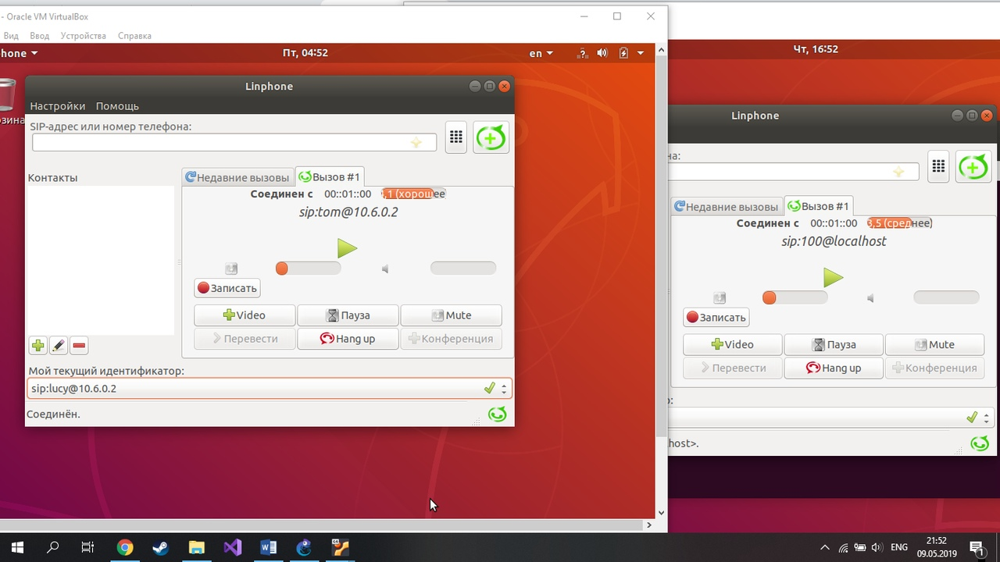 - Oracle VM VirtualBox
Вид Ввод Устройства Справка
phone Пт, 04:52 en
Linphone
Настройки Помощь
SIP-адрес или номер телефона:
Контакты
Недавние вызовы Вызов #1
Соединен с 00::01::00 ,1 (хорошее
sip:tom@10.6.0.2
Записать
Video Пауза Mute
Перевести Hang up Конференция
Мой текущий идентификатор:
sip:lucy@10.6.0.2
Соединён.
рзина
Чт, 16:52
Linphone
на:
Недавние вызовы Вызов #1
Соединен с 00::01::00 3,5 (среднее)
sip:100@localhost
Записать
Video Пауза Mute
Перевести Hang up Конференция
р:
host>.
ENG 21:52
09.05.2019 1